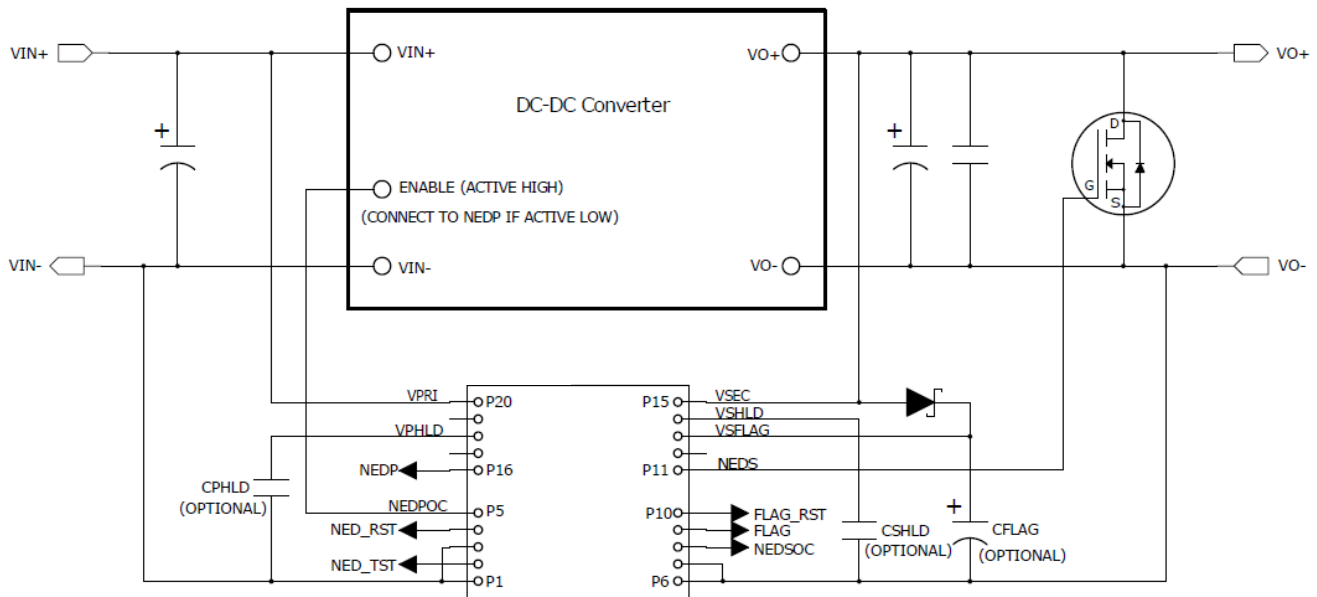 VIN+
VIN+
VO+
VO+
DC-DC Converter
+
+
D
G
S
ENABLE (ACTIVE HIGH)
(CONNECT TO NEDP IF ACTIVE LOW)
VIN-
VIN-
VO-
VO-
VPRI
P20
P15
VSEC
VSHLD
VPHLD
VSFLAG
NEDP
P16
P11
NEDS
CPHLD
(OPTIONAL)
NEDPOC
P5
P10
FLAG_RST
+
NED_RST
FLAG
CSHLD
(OPTIONAL)
CFLAG
(OPTIONAL)
NEDSOC
NED_TST
P1
P6